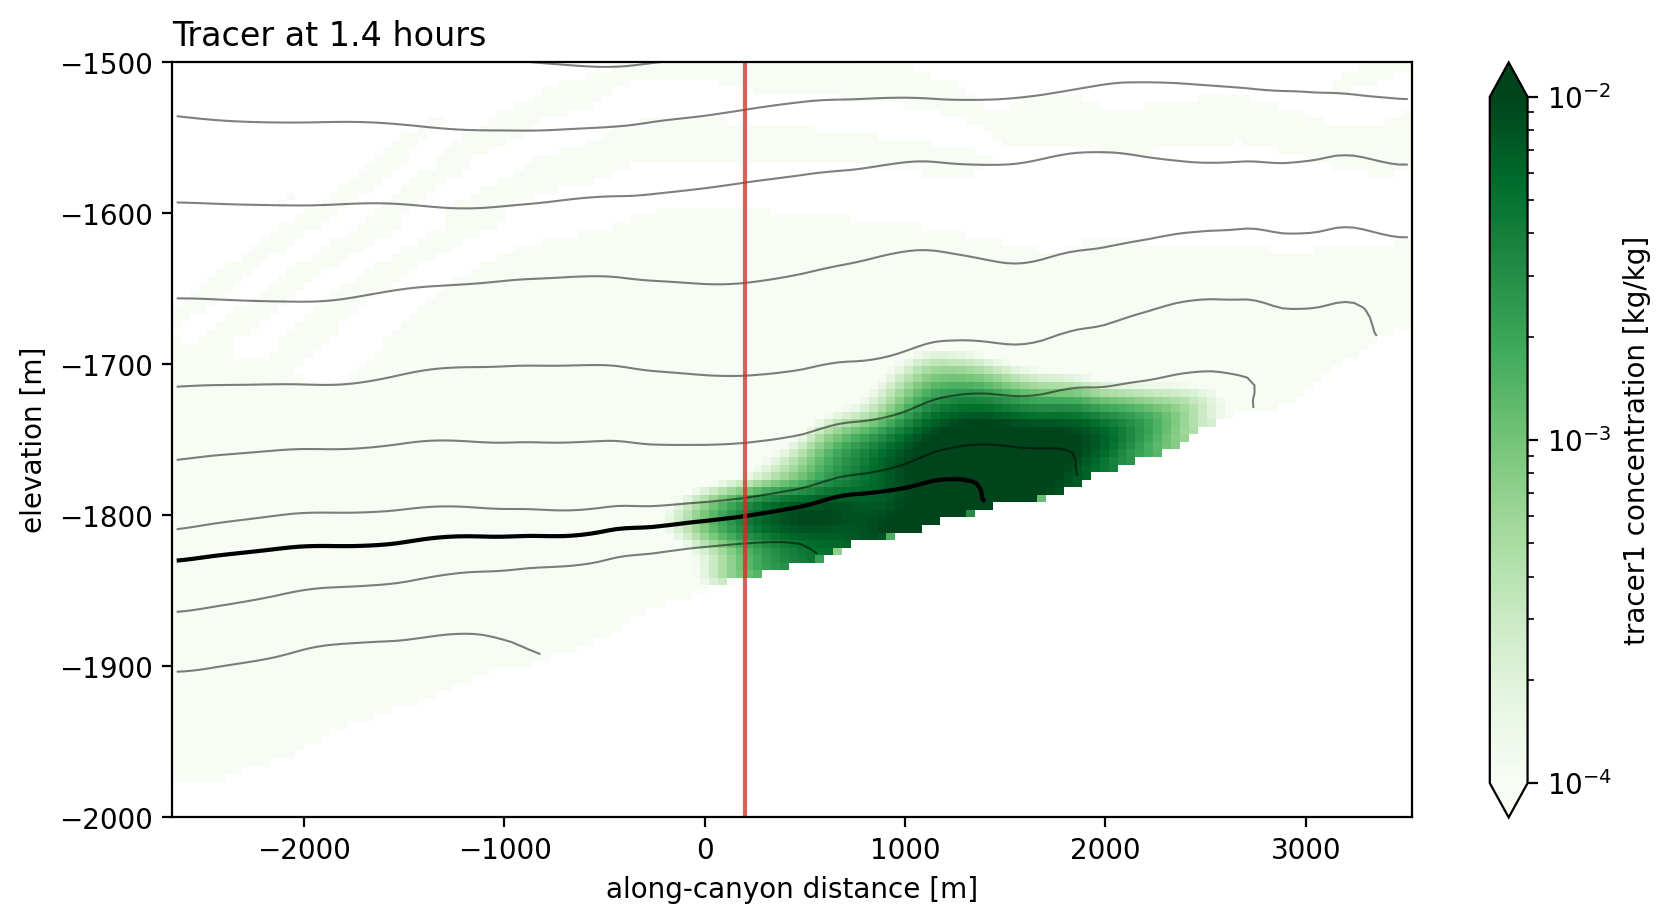 Tracer at 1.4 hours
−1500
−1600
−1700
−1800
−1900
−2000
elevation [m]
−2000 −1000 0 1000 2000 3000
along-canyon distance [m]
10⁻²
10⁻³
10⁻⁴
tracer1 concentration [kg/kg]